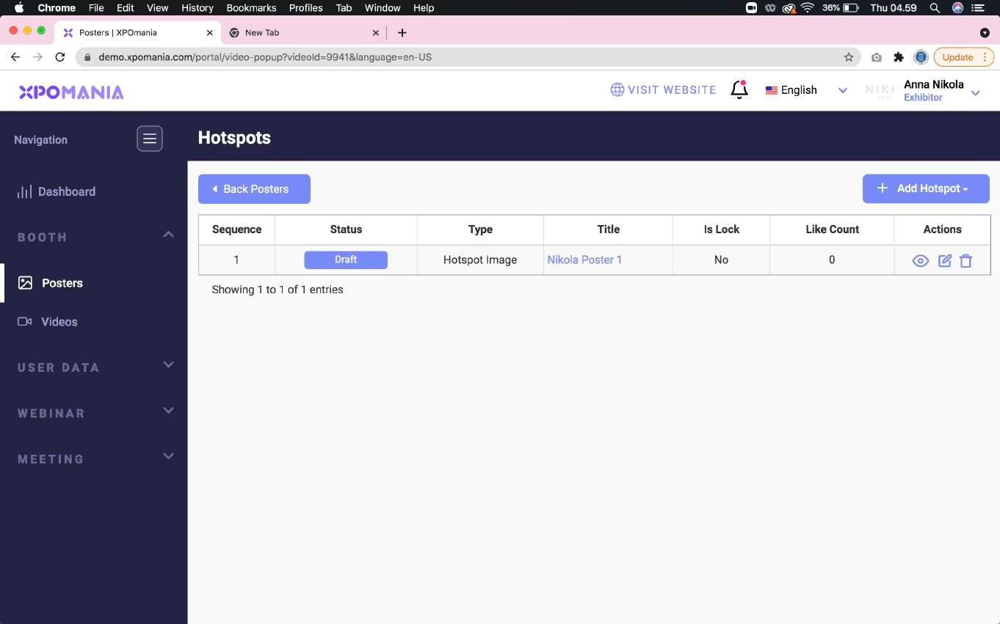 Chrome File Edit View History Bookmarks Profiles Tab Window Help 36% Thu 04.59
Posters | XPOmania New Tab
demo.xpomania.com/portal/video-popup?videoId=9941&language=en-US Update
XPOMANIA VISIT WEBSITE English Anna Nikola
Exhibitor
Navigation
Hotspots
Dashboard
BOOTH
Posters
Videos
USER DATA
WEBINAR
MEETING
Back Posters
Add Hotspot
Sequence Status Type Title Is Lock Like Count Actions
1 Draft Hotspot Image Nikola Poster 1 No 0
Showing 1 to 1 of 1 entries